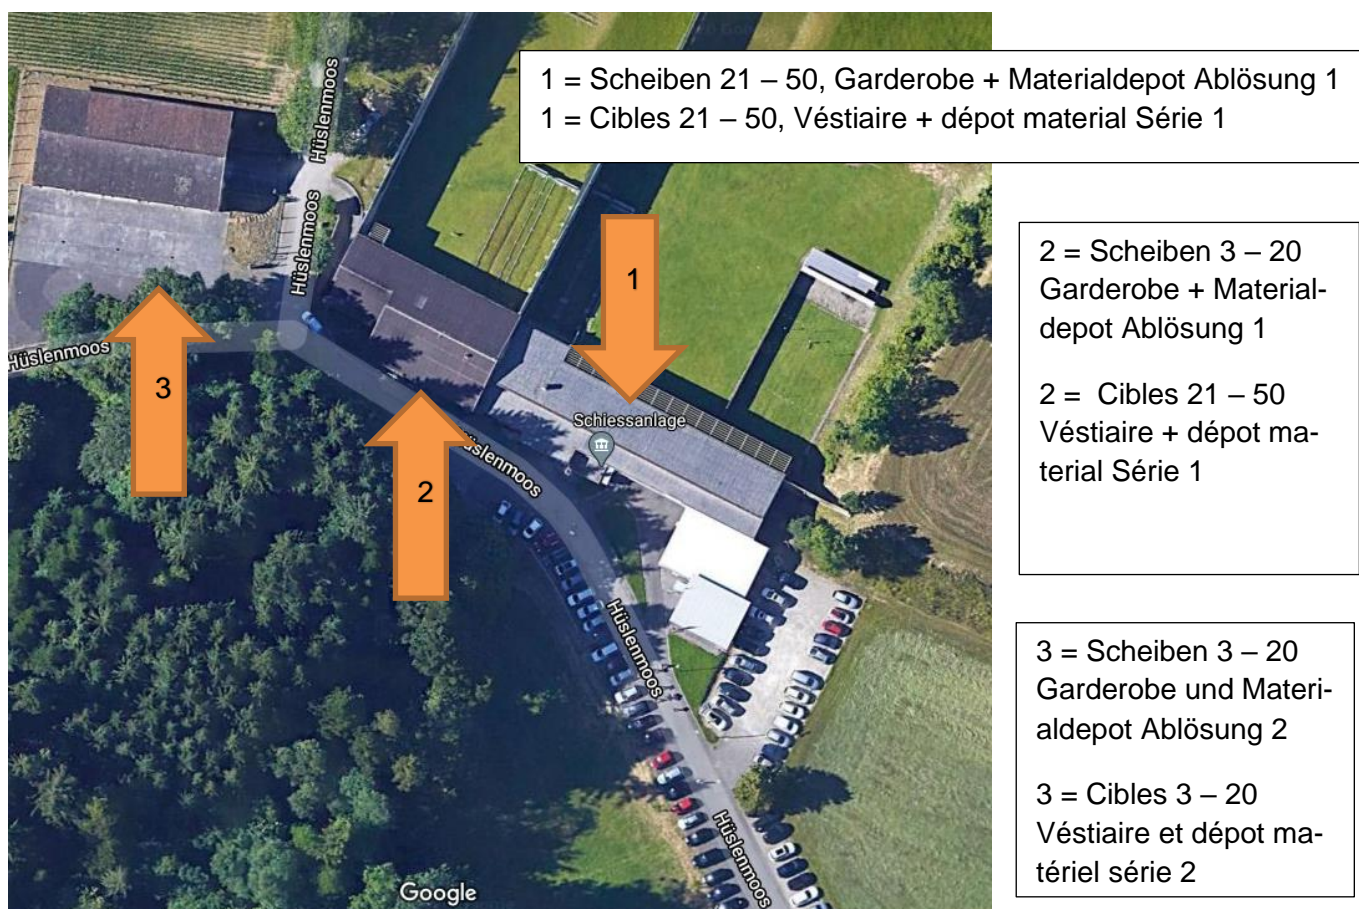 1 = Scheiben 21 – 50, Garderobe + Materialdepot Ablösung 1
1 = Cibles 21 – 50, Véstiaire + dépot material Série 1
Hüslenmoos
Hüslenmoos
1
2 = Scheiben 3 – 20
Garderobe + Material-
depot Ablösung 1
2 = Cibles 21 – 50
Véstiaire + dépot ma-
terial Série 1
Hüslenmoos
3
Schiessanlage
üslenmoos
2
Hüslenmoos
3 = Scheiben 3 – 20
Garderobe und Materi-
aldepot Ablösung 2
3 = Cibles 3 – 20
Véstiaire et dépot ma-
tériel série 2
Hüslenmoos
Google